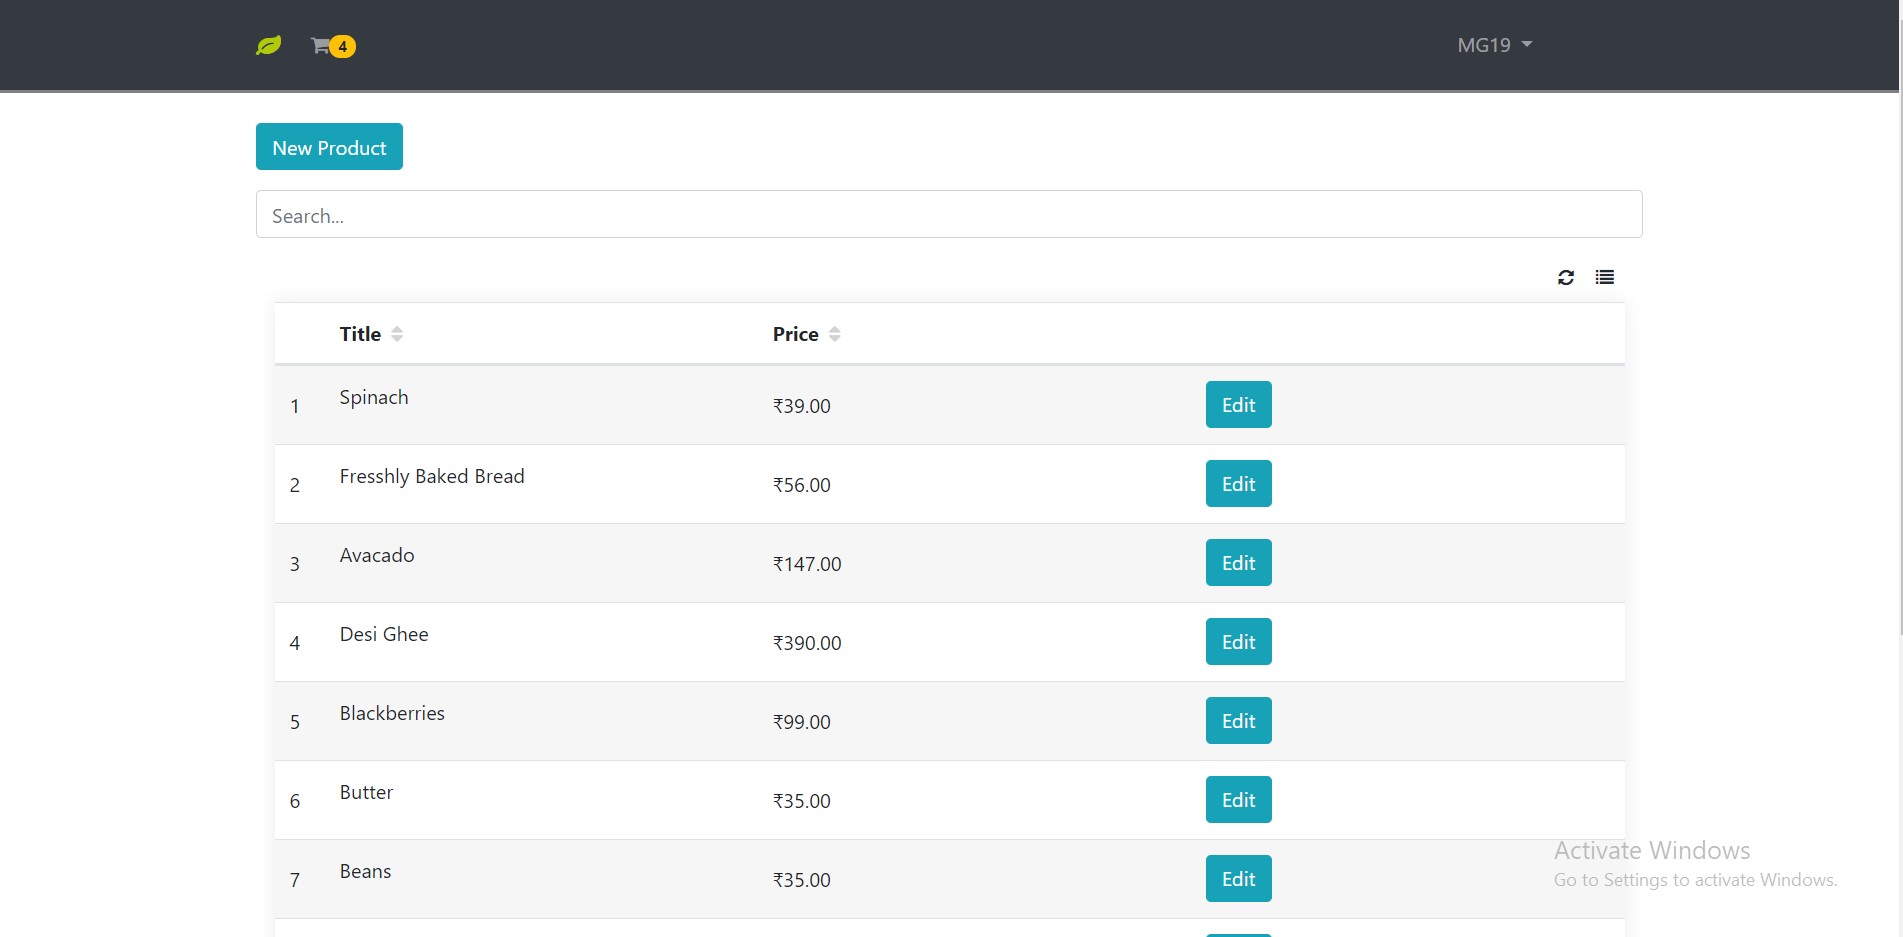 4 MG19
New Product
Search...
Title Price
1 Spinach ₹39.00 Edit
2 Fresshly Baked Bread ₹56.00 Edit
3 Avacado ₹147.00 Edit
4 Desi Ghee ₹390.00 Edit
5 Blackberries ₹99.00 Edit
6 Butter ₹35.00 Edit
7 Beans ₹35.00 Edit
Activate Windows
Go to Settings to activate Windows.